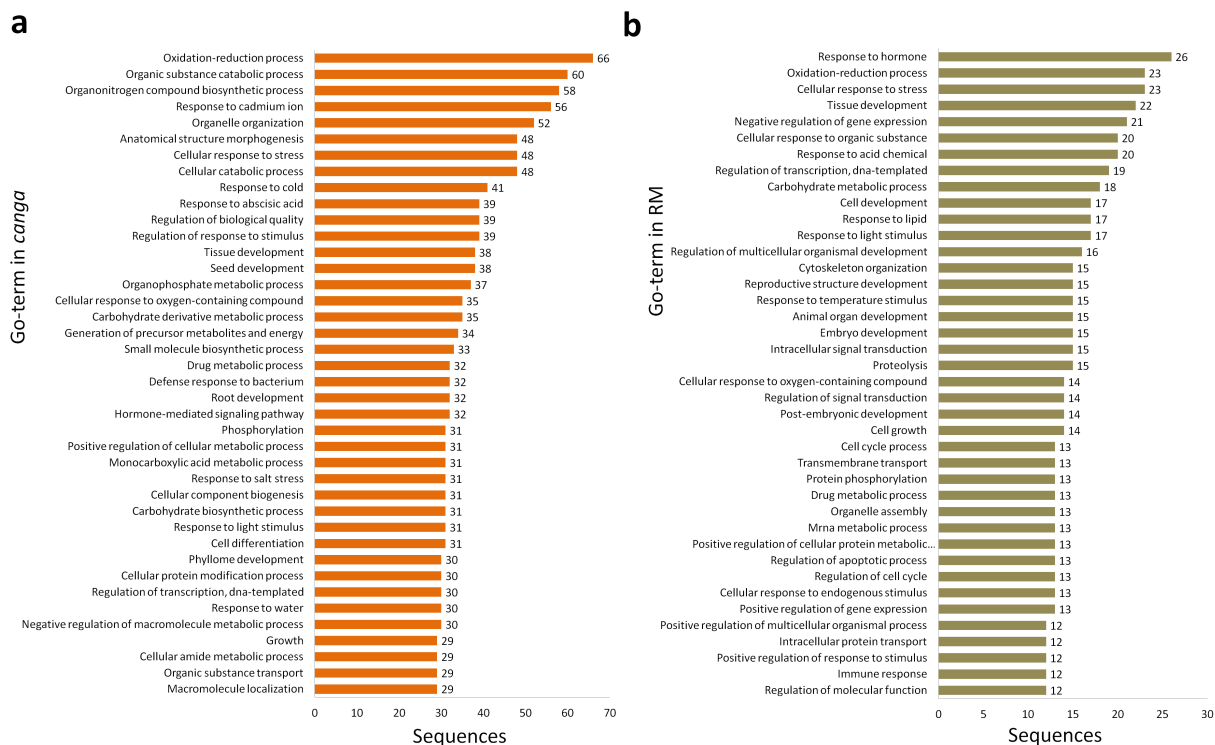 a
Go-term in canga
Oxidation-reduction process 66
Organic substance catabolic process 60
Organonitrogen compound biosynthetic process 58
Response to cadmium ion 56
Organelle organization 52
Anatomical structure morphogenesis 48
Cellular response to stress 48
Cellular catabolic process 48
Response to cold 41
Response to abscisic acid 39
Regulation of biological quality 39
Regulation of response to stimulus 39
Tissue development 38
Seed development 38
Organophosphate metabolic process 37
Cellular response to oxygen-containing compound 35
Carbohydrate derivative metabolic process 35
Generation of precursor metabolites and energy 34
Small molecule biosynthetic process 33
Drug metabolic process 32
Defense response to bacterium 32
Root development 32
Hormone-mediated signaling pathway 32
Phosphorylation 31
Positive regulation of cellular metabolic process 31
Monocarboxylic acid metabolic process 31
Response to salt stress 31
Cellular component biogenesis 31
Carbohydrate biosynthetic process 31
Response to light stimulus 31
Cell differentiation 31
Phyllome development 30
Cellular protein modification process 30
Regulation of transcription, dna-templated 30
Response to water 30
Negative regulation of macromolecule metabolic process 30
Growth 29
Cellular amide metabolic process 29
Organic substance transport 29
Macromolecule localization 29
0 10 20 30 40 50 60 70
Sequences
b
Go-term in RM
Response to hormone 26
Oxidation-reduction process 23
Cellular response to stress 23
Tissue development 22
Negative regulation of gene expression 21
Cellular response to organic substance 20
Response to acid chemical 20
Regulation of transcription, dna-templated 19
Carbohydrate metabolic process 18
Cell development 17
Response to lipid 17
Response to light stimulus 17
Regulation of multicellular organismal development 16
Cytoskeleton organization 15
Reproductive structure development 15
Response to temperature stimulus 15
Animal organ development 15
Embryo development 15
Intracellular signal transduction 15
Proteolysis 15
Cellular response to oxygen-containing compound 14
Regulation of signal transduction 14
Post-embryonic development 14
Cell growth 14
Cell cycle process 13
Transmembrane transport 13
Protein phosphorylation 13
Drug metabolic process 13
Organelle assembly 13
Mrna metabolic process 13
Positive regulation of cellular protein metabolic... 13
Regulation of apoptotic process 13
Regulation of cell cycle 13
Cellular response to endogenous stimulus 13
Positive regulation of gene expression 13
Positive regulation of multicellular organismal process 12
Intracellular protein transport 12
Positive regulation of response to stimulus 12
Immune response 12
Regulation of molecular function 12
0 5 10 15 20 25 30
Sequences